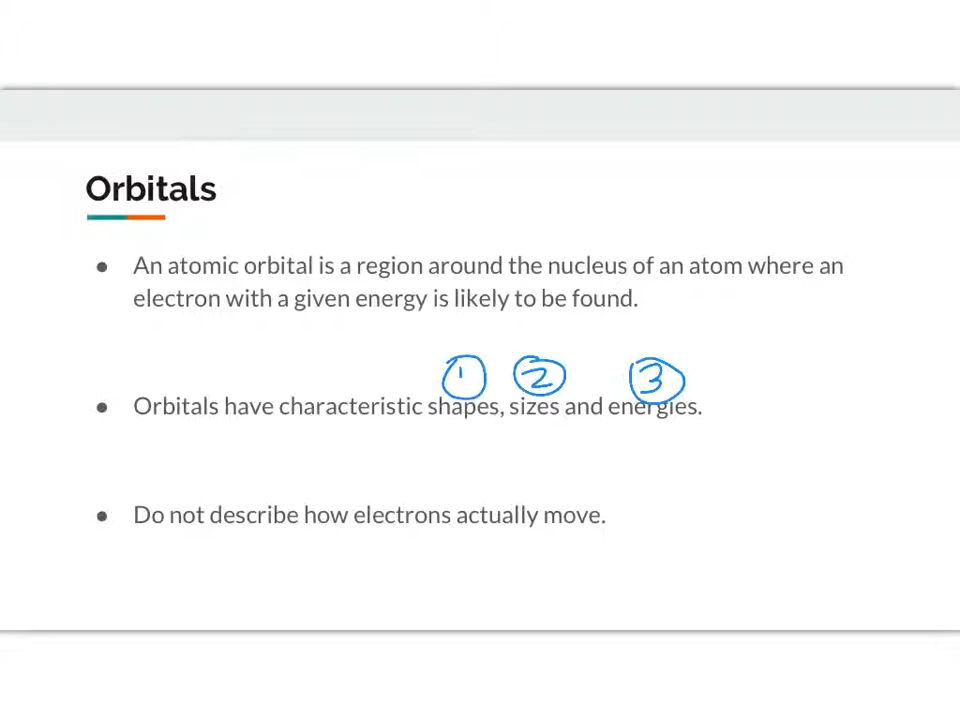 Orbitals
● An atomic orbital is a region around the nucleus of an atom where an
electron with a given energy is likely to be found.
1 2 3
● Orbitals have characteristic shapes, sizes and energies.
● Do not describe how electrons actually move.